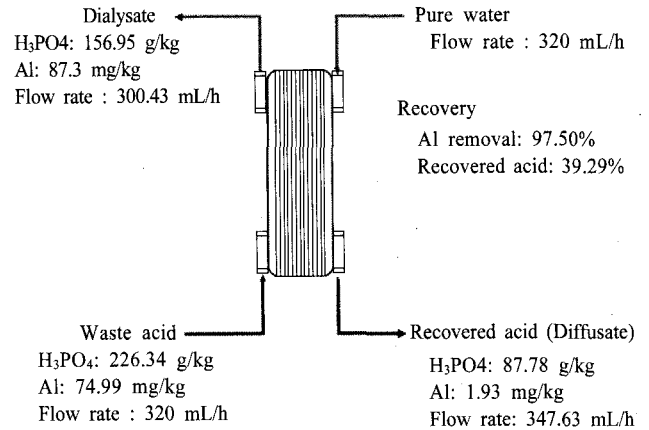 Dialysate
H₃PO4: 156.95 g/kg
Al: 87.3 mg/kg
Flow rate : 300.43 mL/h
Pure water
Flow rate : 320 mL/h
Recovery
Al removal: 97.50%
Recovered acid: 39.29%
Waste acid
H₃PO₄: 226.34 g/kg
Al: 74.99 mg/kg
Flow rate : 320 mL/h
Recovered acid (Diffusate)
H₃PO4: 87.78 g/kg
Al: 1.93 mg/kg
Flow rate: 347.63 mL/h